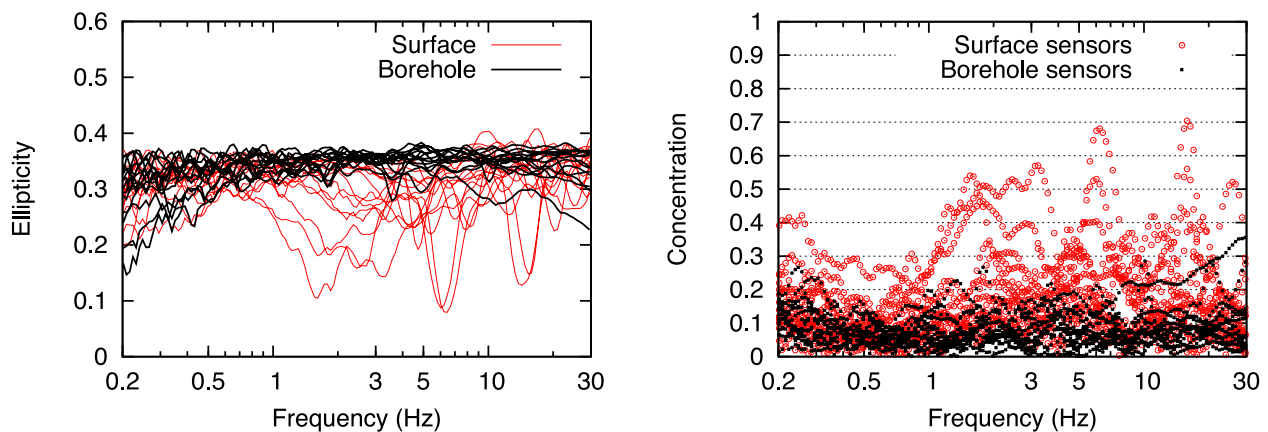 0.6
0.5
0.4
0.3
0.2
0.1
0
Ellipticity
Surface
Borehole
0.2 0.5 1 2 3 5 10 30
Frequency (Hz)
1
0.9
0.8
0.7
0.6
0.5
0.4
0.3
0.2
0.1
0
Concentration
Surface sensors
Borehole sensors
0.2 0.5 1 2 3 5 10 30
Frequency (Hz)